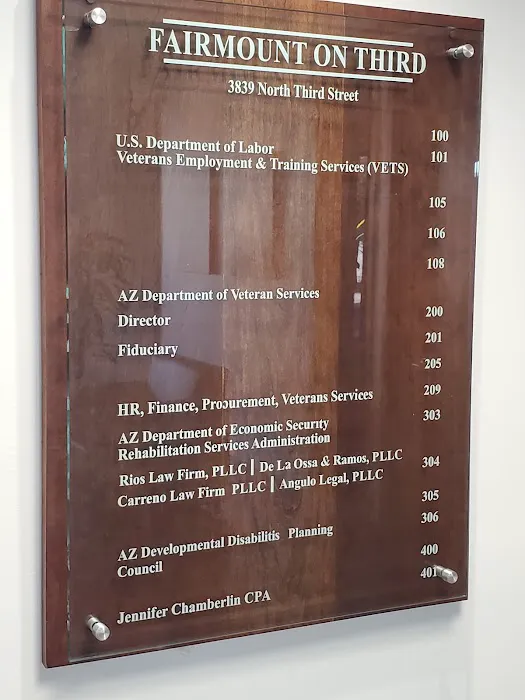 FAIRMOUNT ON THIRD
3839 North Third Street
100
U.S. Department of Labor
101
Veterans Employment & Training Services (VETS)
105
106
108
AZ Department of Veteran Services
Director
200
201
Fiduciary
205
HR, Finance, Procurement, Veterans Services
209
AZ Department of Economic Security
303
Rehabilitation Services Administration
Rios Law Firm, PLLC | De La Ossa & Ramos, PLLC
304
Carreno Law Firm PLLC | Angulo Legal, PLLC
305
306
AZ Developmental Disabilitis Planning
Council
400
401
Jennifer Chamberlin CPA